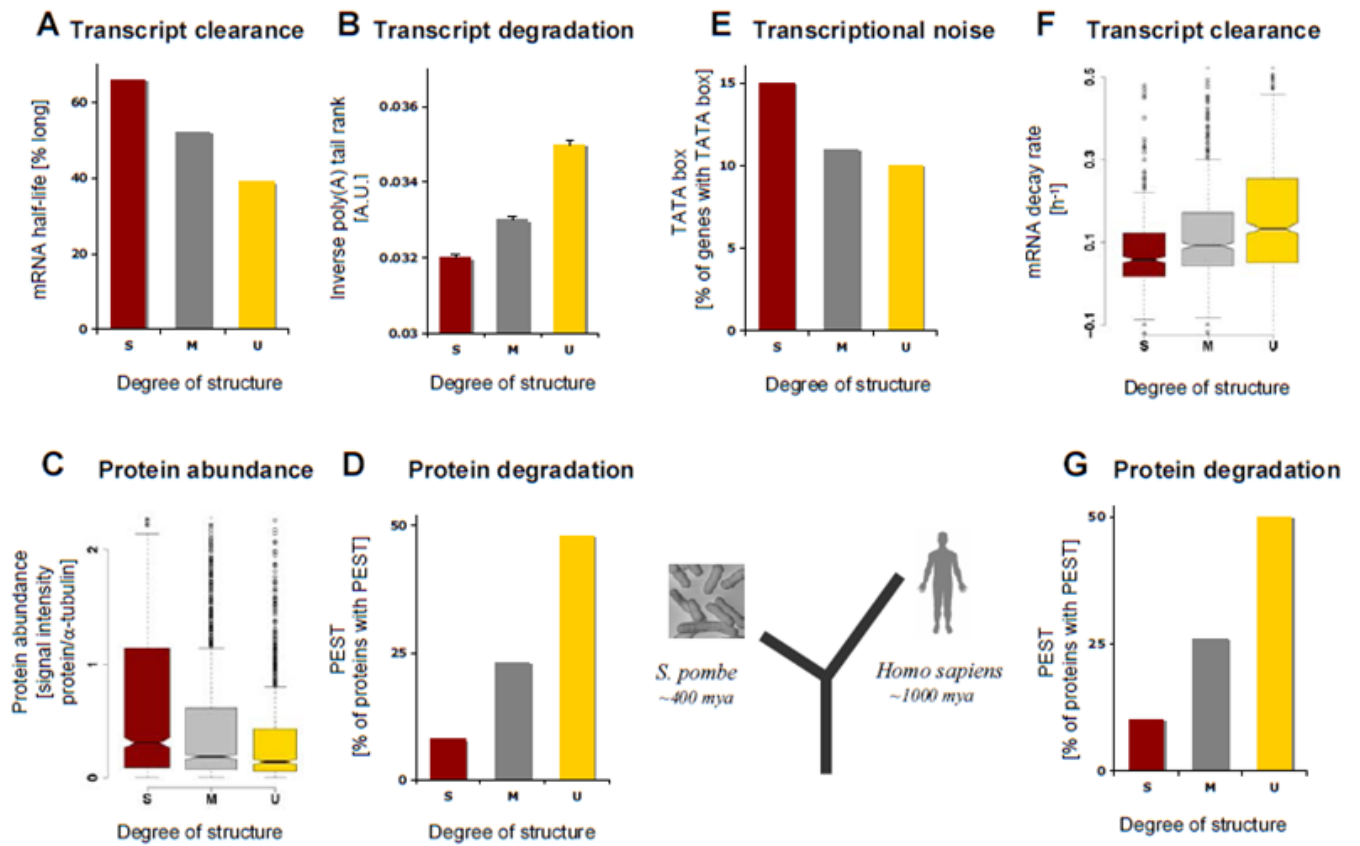 A Transcript clearance
mRNA half-life [% long]
60
40
20
0
S M U
Degree of structure
B Transcript degradation
Inverse poly(A) tail rank
[A.U.]
0.036
0.034
0.032
0.03
S M U
Degree of structure
E Transcriptional noise
TATA box
[% of genes with TATA box]
15
10
5
0
S M U
Degree of structure
F Transcript clearance
mRNA decay rate
[h⁻¹]
0.5
0.3
0.1
-0.1
S M U
Degree of structure
C Protein abundance
Protein abundance
[signal intensity
protein/α-tubulin]
2
1
0
S M U
Degree of structure
D Protein degradation
PEST
[% of proteins with PEST]
50
25
0
S M U
Degree of structure
S. pombe
~400 mya
Homo sapiens
~1000 mya
G Protein degradation
PEST
[% of proteins with PEST]
50
25
0
S M U
Degree of structure